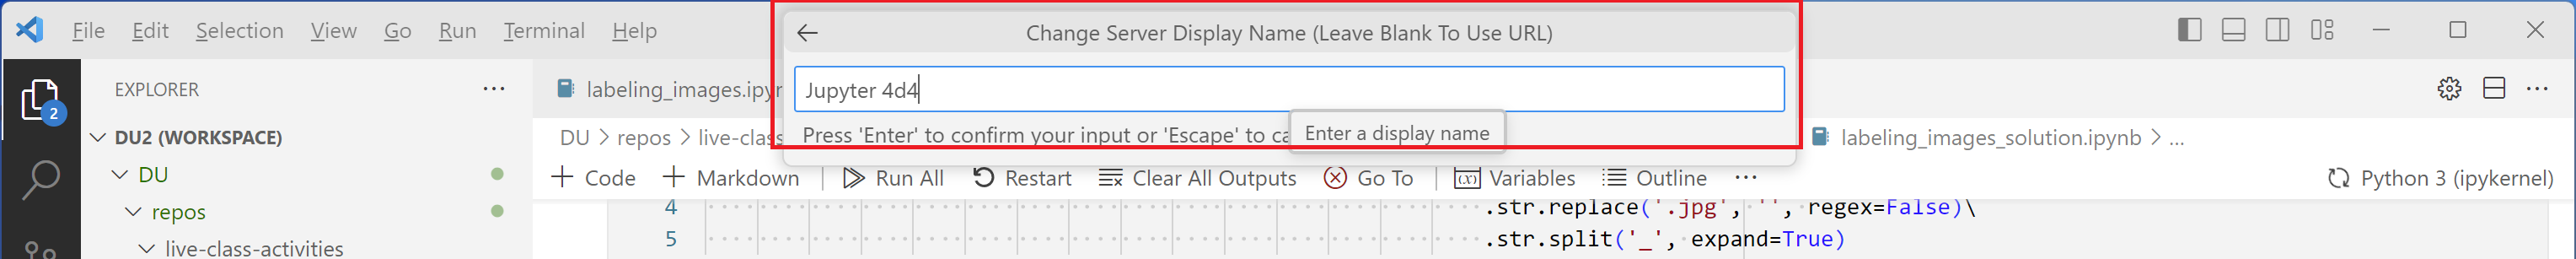 File Edit Selection View Go Run Terminal Help
Change Server Display Name (Leave Blank To Use URL)
EXPLORER
labeling_images.ipyn
Jupyter 4d4
2
DU2 (WORKSPACE)
DU > repos > live-clas
Press 'Enter' to confirm your input or 'Escape' to ca
Enter a display name
labeling_images_solution.ipynb > ...
DU
Code Markdown Run All Restart Clear All Outputs Go To (x) Variables Outline ... Python 3 (ipykernel)
repos
4 .str.replace('.jpg', '', regex=False)\
live-class-activities
5 .str.split('_', expand=True)